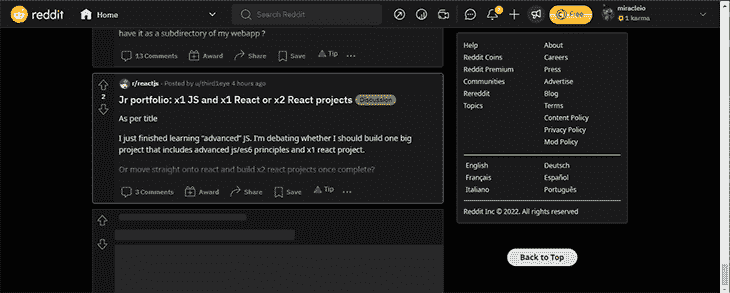 reddit
Home
Search Reddit
Free
miracleio
1 karma
have it as a subdirectory of my webapp ?
13 Comments Award Share Save Tip ...
r/reactjs · Posted by u/third1eye 4 hours ago
2
Jr portfolio: x1 JS and x1 React or x2 React projects Discussion
As per title
I just finished learning "advanced" JS. I'm debating whether I should build one big
project that includes advanced js/es6 principles and x1 react project.
Or move straight onto react and build x2 react projects once complete?
3 Comments Award Share Save Tip ...
Help About
Reddit Coins Careers
Reddit Premium Press
Communities Advertise
Rereddit Blog
Topics Terms
Content Policy
Privacy Policy
Mod Policy
English Deutsch
Français Español
Italiano Português
Reddit Inc © 2022. All rights reserved
Back to Top